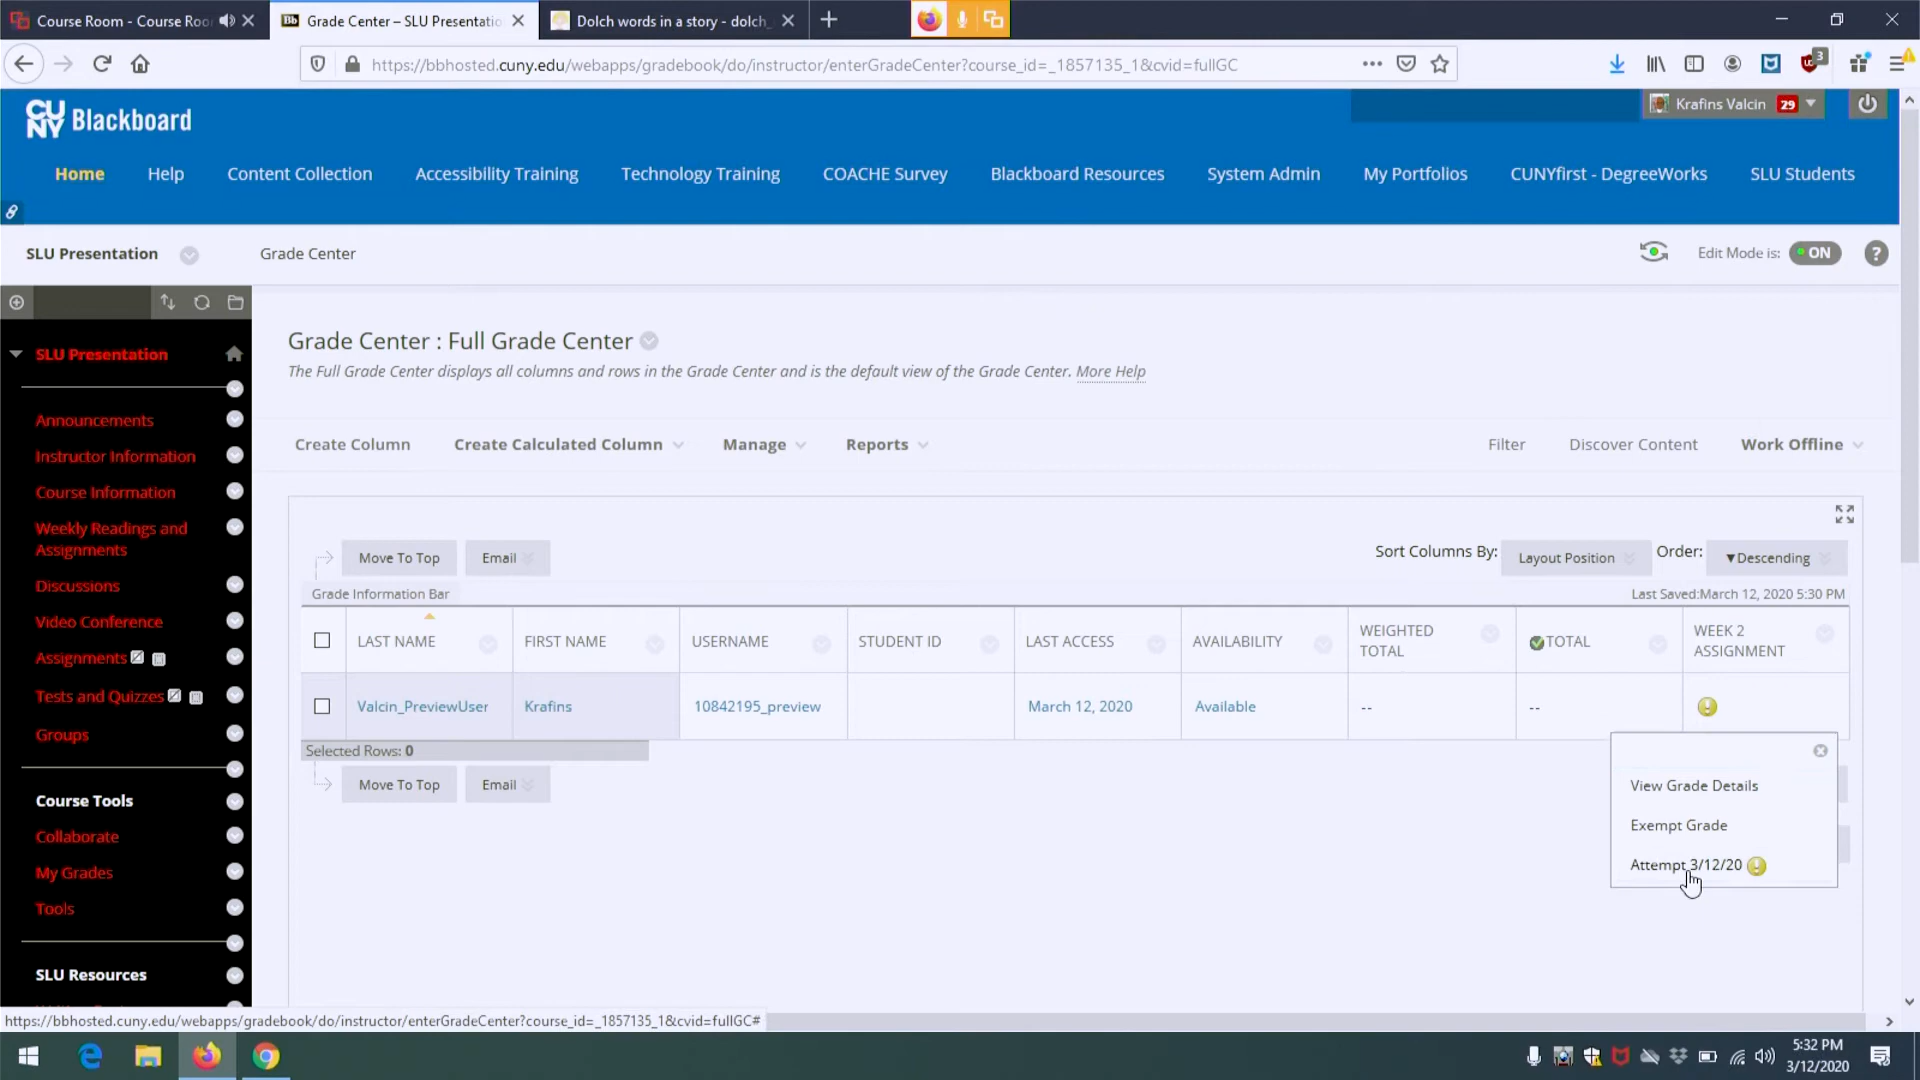 Course Room - Course Roo
Grade Center – SLU Presentatio
Dolch words in a story - dolch_
https://bbhosted.cuny.edu/webapps/gradebook/do/instructor/enterGradeCenter?course_id=_1857135_1&cvid=fullGC
3
CU
NY Blackboard
Krafins Valcin 29
Home Help Content Collection Accessibility Training Technology Training COACHE Survey Blackboard Resources System Admin My Portfolios CUNYfirst - DegreeWorks SLU Students
SLU Presentation Grade Center Edit Mode is: ON ?
SLU Presentation
Announcements
Instructor Information
Course Information
Weekly Readings and
Assignments
Discussions
Video Conference
Assignments
Tests and Quizzes
Groups
Course Tools
Collaborate
My Grades
Tools
SLU Resources
Grade Center : Full Grade Center
The Full Grade Center displays all columns and rows in the Grade Center and is the default view of the Grade Center. More Help
Create Column Create Calculated Column Manage Reports Filter Discover Content Work Offline
Move To Top Email Sort Columns By: Layout Position Order: ▼Descending
Grade Information Bar Last Saved:March 12, 2020 5:30 PM
LAST NAME FIRST NAME USERNAME STUDENT ID LAST ACCESS AVAILABILITY WEIGHTED TOTAL TOTAL WEEK 2 ASSIGNMENT
Valcin_PreviewUser Krafins 10842195_preview March 12, 2020 Available -- --
Selected Rows: 0
Move To Top Email
View Grade Details
Exempt Grade
Attempt 3/12/20
https://bbhosted.cuny.edu/webapps/gradebook/do/instructor/enterGradeCenter?course_id=_1857135_1&cvid=fullGC#
5:32 PM
3/12/2020